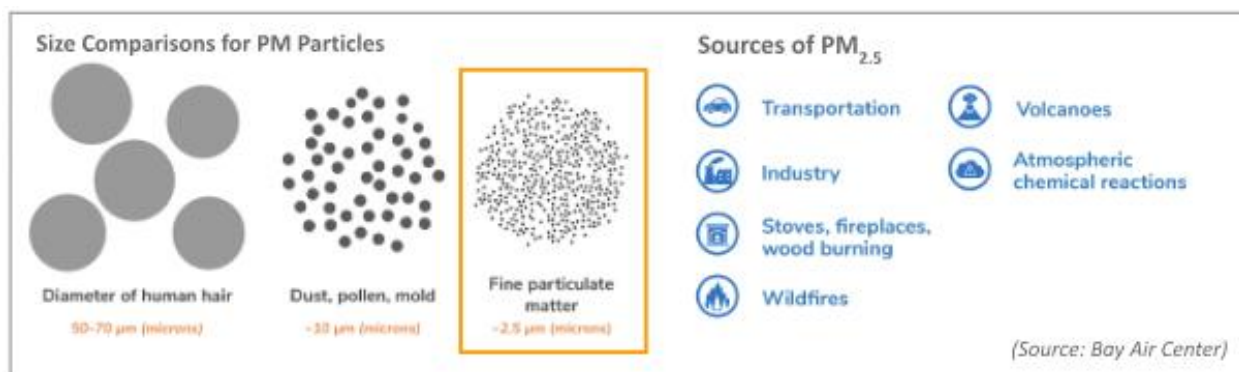 Size Comparisons for PM Particles
Diameter of human hair
50-70 µm (microns)
Dust, pollen, mold
~10 µm (microns)
Fine particulate
matter
~2.5 µm (microns)
Sources of PM2.5
Transportation
Industry
Stoves, fireplaces,
wood burning
Wildfires
Volcanoes
Atmospheric
chemical reactions
(Source: Bay Air Center)